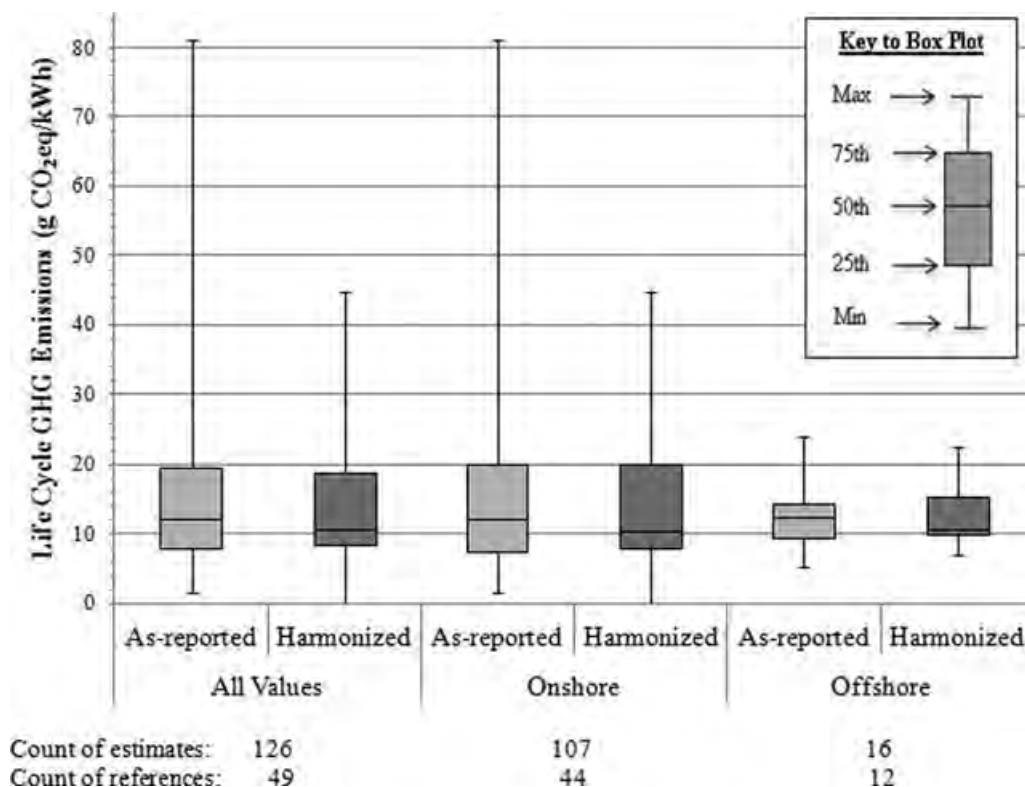 Life Cycle GHG Emissions (g CO₂eq/kWh)
80
70
60
50
40
30
20
10
0
Key to Box Plot
Max
75th
50th
25th
Min
As-reported Harmonized As-reported Harmonized As-reported Harmonized
All Values Onshore Offshore
Count of estimates: 126 107 16
Count of references: 49 44 12